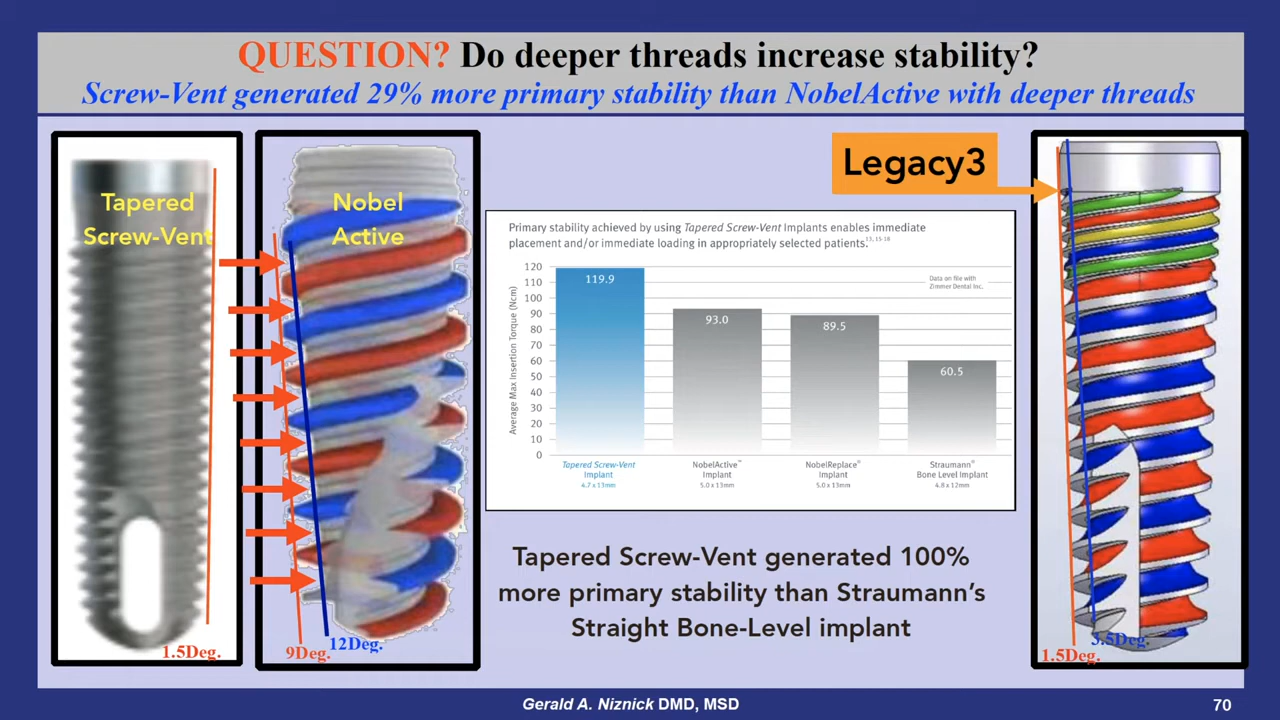 QUESTION? Do deeper threads increase stability?
Screw-Vent generated 29% more primary stability than NobelActive with deeper threads
Tapered
Screw-Vent
1.5Deg.
Nobel
Active
9Deg.
12Deg.
Primary stability achieved by using Tapered Screw-Vent Implants enables immediate
placement and/or immediate loading in appropriately selected patients.13, 15-18
Average Max Insertion Torque (Ncm)
120
110
100
90
80
70
60
50
40
30
20
10
0
119.9
93.0
89.5
60.5
Data on file with
Zimmer Dental Inc.
Tapered Screw-Vent
Implant
4.7 x 13mm
NobelActive™
Implant
5.0 x 13mm
NobelReplace®
Implant
5.0 x 13mm
Straumann®
Bone Level Implant
4.8 x 12mm
Tapered Screw-Vent generated 100%
more primary stability than Straumann’s
Straight Bone-Level implant
Legacy3
3.5Deg.
1.5Deg.
Gerald A. Niznick DMD, MSD
70